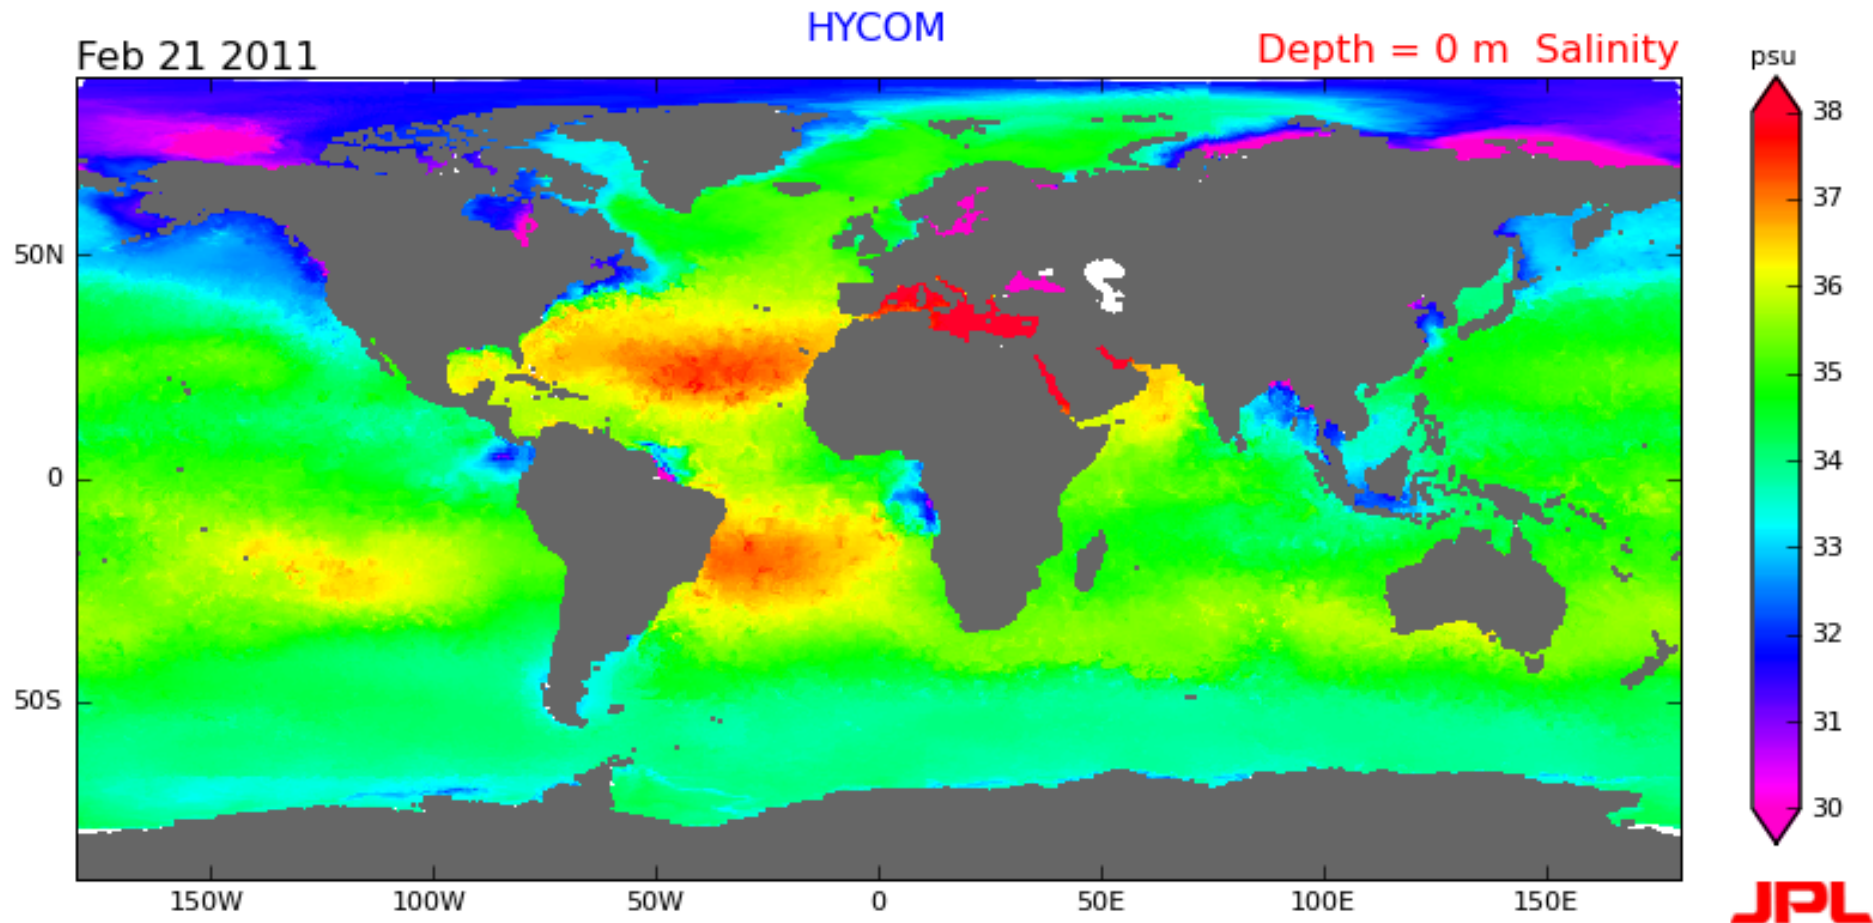 HYCOM
Feb 21 2011
Depth = 0 m Salinity
psu
38
37
36
35
34
33
32
31
30
50N
0
50S
150W
100W
50W
0
50E
100E
150E
JPL